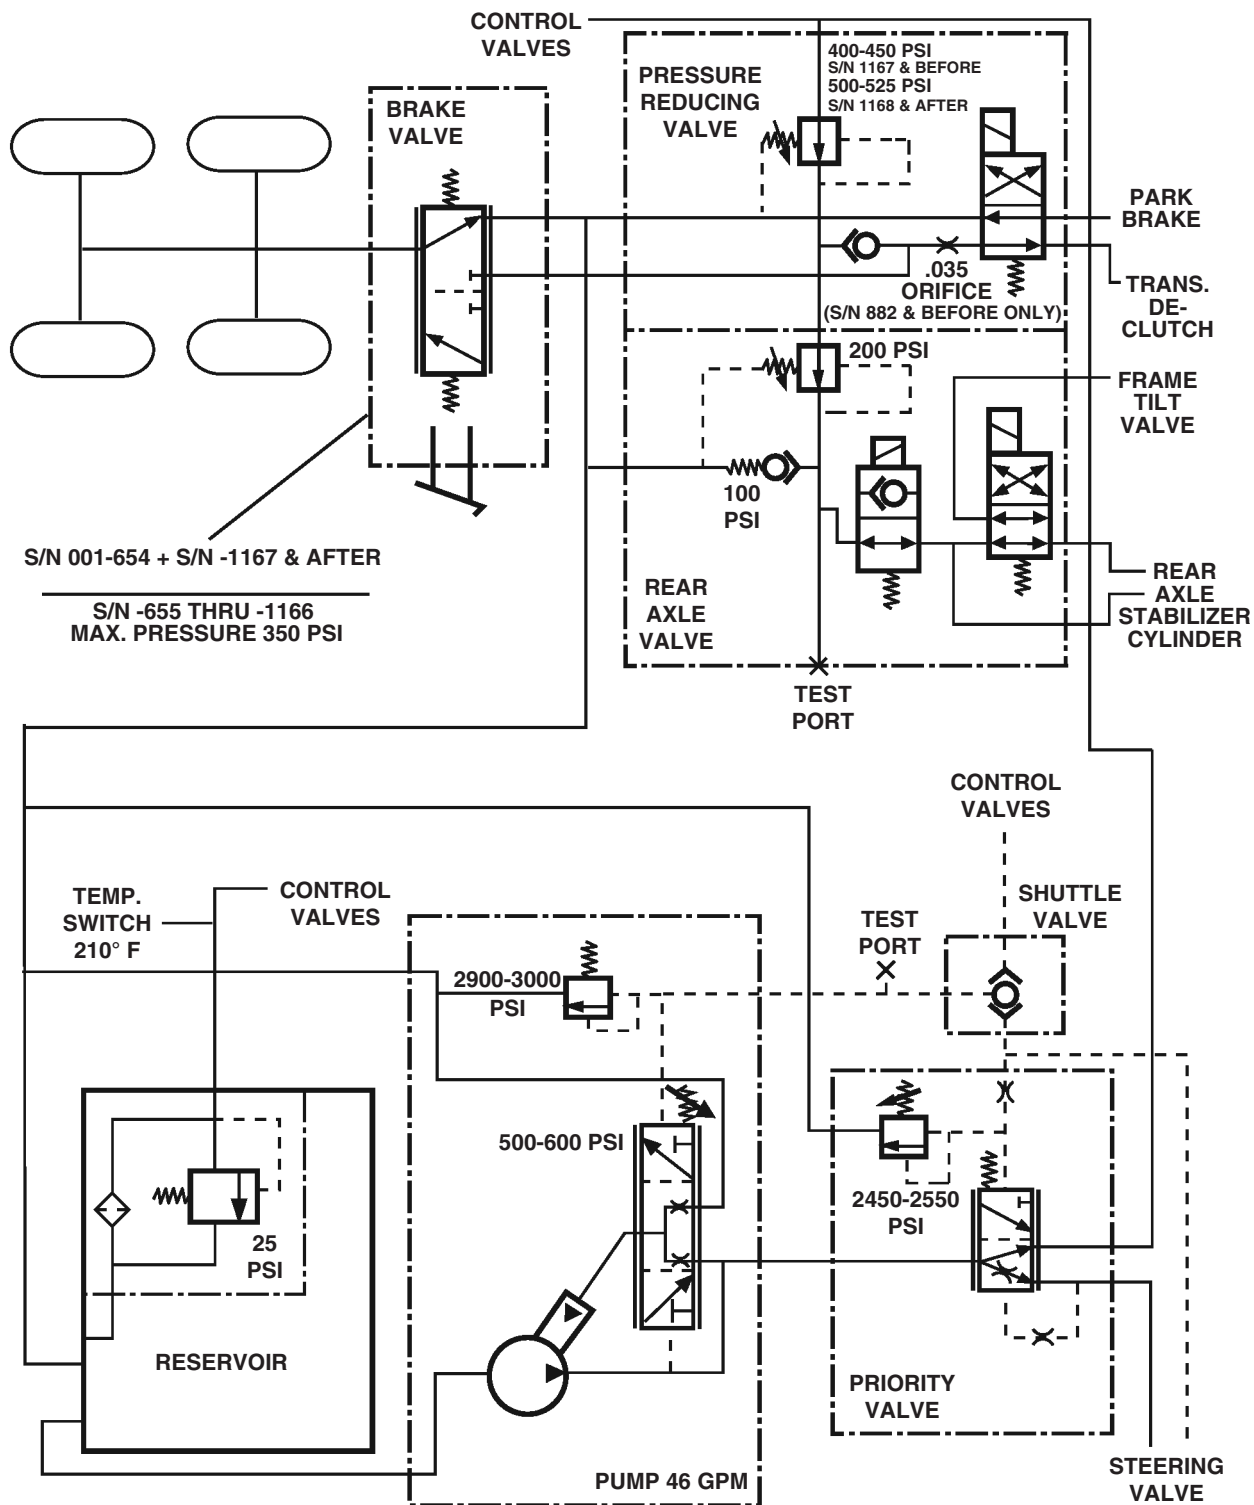 CONTROL
VALVES
400-450 PSI
S/N 1167 & BEFORE
500-525 PSI
S/N 1168 & AFTER
PRESSURE
REDUCING
VALVE
BRAKE
VALVE
PARK
BRAKE
.035
ORIFICE
(S/N 882 & BEFORE ONLY)
TRANS.
DE-
CLUTCH
200 PSI
FRAME
TILT
VALVE
100
PSI
S/N 001-654 + S/N -1167 & AFTER
S/N -655 THRU -1166
MAX. PRESSURE 350 PSI
REAR
AXLE
VALVE
REAR
AXLE
STABILIZER
CYLINDER
TEST
PORT
CONTROL
VALVES
TEMP.
SWITCH
210° F
CONTROL
VALVES
SHUTTLE
VALVE
TEST
PORT
2900-3000
PSI
500-600 PSI
2450-2550
PSI
25
PSI
RESERVOIR
PRIORITY
VALVE
PUMP 46 GPM
STEERING
VALVE